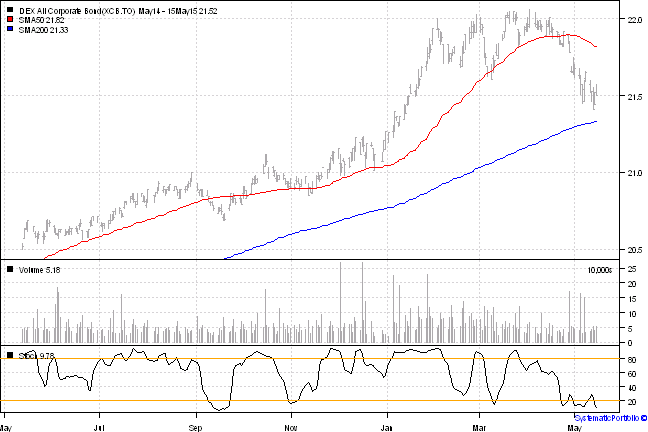 DEX All Corporate Bond(XCB.TO) May14 - 15May15 21.52
SMA50 21.82
SMA200 21.33
22.0
21.5
21.0
20.5
Volume 5.18
10,000s
25
20
15
10
5
0
Stoch 9.78
80
60
40
20
May
Jul
Sep
Nov
Jan
Mar
May
SystematicPortfolio ©